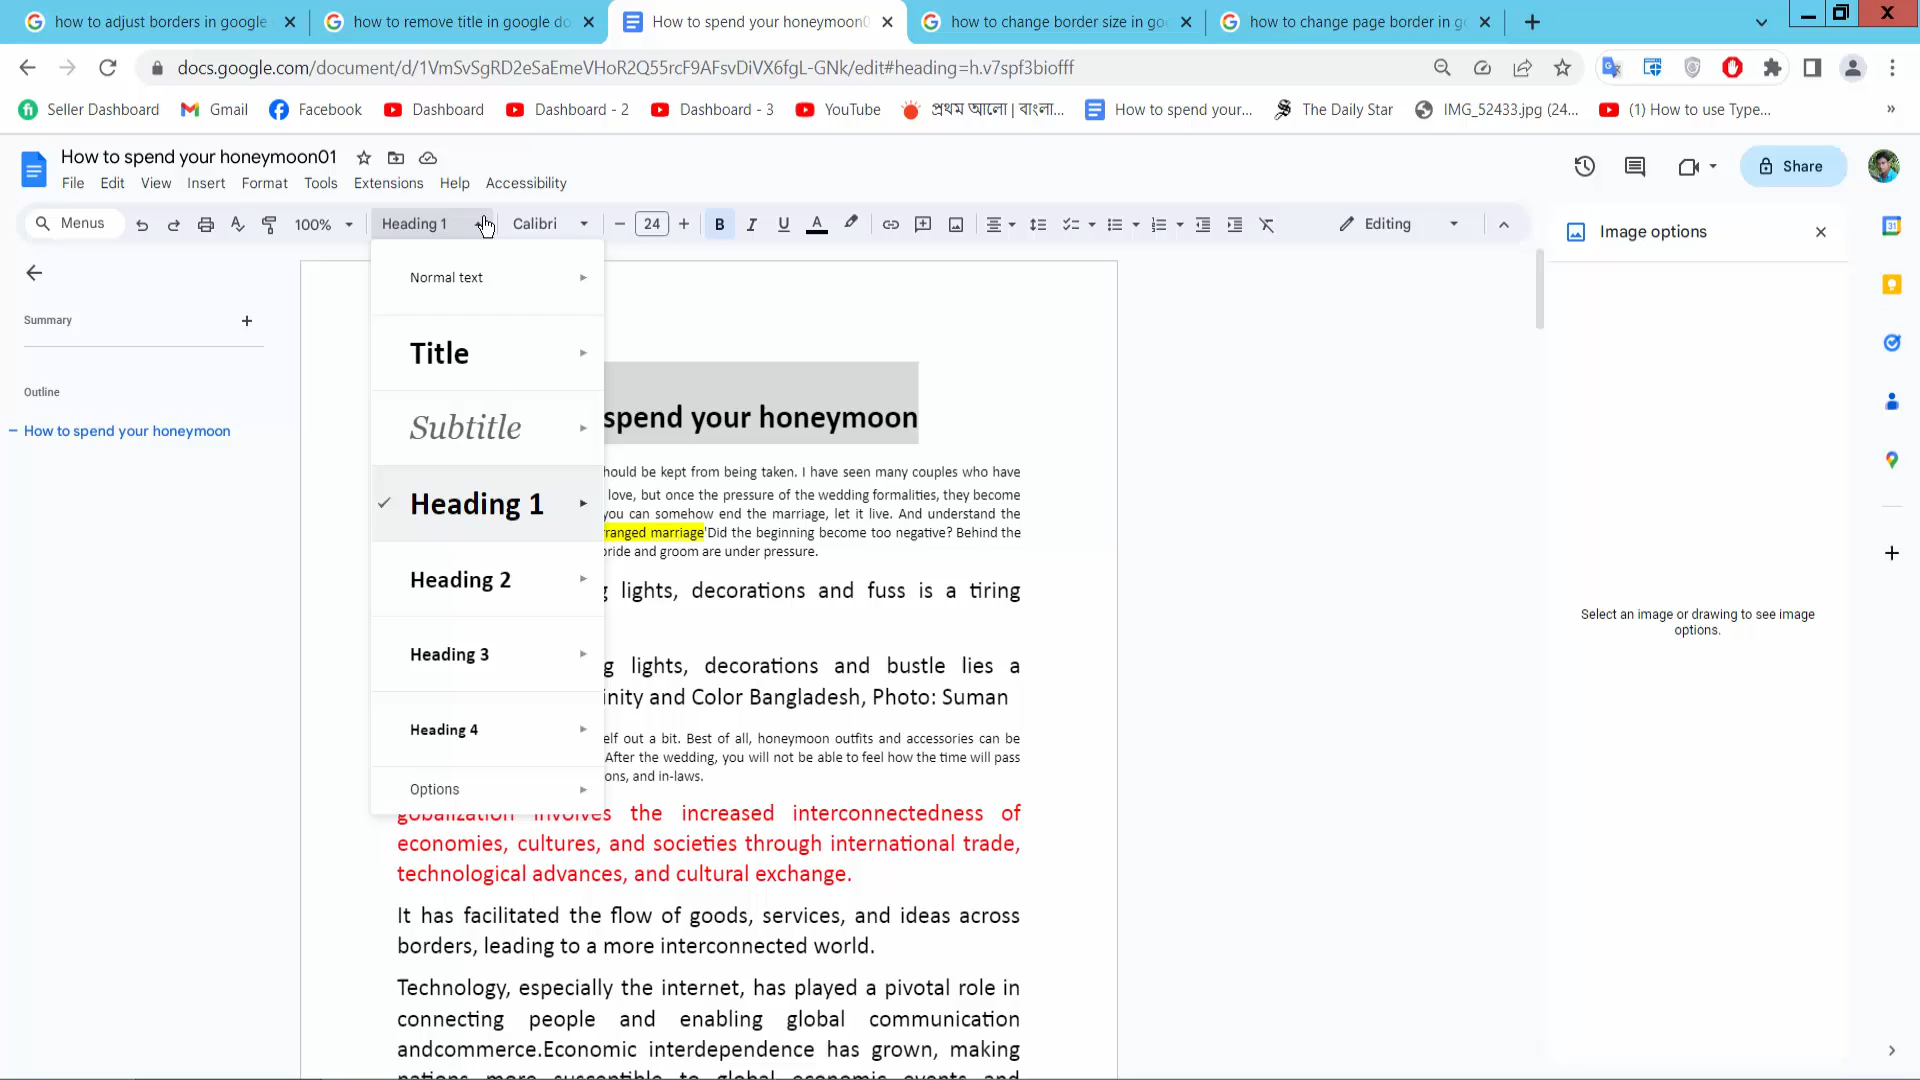 how to adjust borders in google
how to remove title in google do
How to spend your honeymoon0
how to change border size in go
how to change page border in g
docs.google.com/document/d/1VmSvSgRD2eSaEmeVHoR2Q55rcF9AFsvDiVX6fgL-GNk/edit#heading=h.v7spf3biofff
Seller Dashboard
Gmail
Facebook
Dashboard
Dashboard - 2
Dashboard - 3
YouTube
প্রথম আলো | বাংলা...
How to spend your...
The Daily Star
IMG_52433.jpg (24...
(1) How to use Type...
»
How to spend your honeymoon01
File Edit View Insert Format Tools Extensions Help Accessibility
Share
Menus 100% Heading 1 Calibri 24 B I U A Editing
Image options
Summary
Outline
How to spend your honeymoon
Normal text
Title
Subtitle
Heading 1
Heading 2
Heading 3
Heading 4
Options
spend your honeymoon
hould be kept from being taken. I have seen many couples who have
love, but once the pressure of the wedding formalities, they become
you can somehow end the marriage, let it live. And understand the
ranged marriage'Did the beginning become too negative? Behind the
ride and groom are under pressure.
g lights, decorations and fuss is a tiring
g lights, decorations and bustle lies a
inity and Color Bangladesh, Photo: Suman
elf out a bit. Best of all, honeymoon outfits and accessories can be
After the wedding, you will not be able to feel how the time will pass
ons, and in-laws.
gobalization involves the increased interconnectedness of
economies, cultures, and societies through international trade,
technological advances, and cultural exchange.
It has facilitated the flow of goods, services, and ideas across
borders, leading to a more interconnected world.
Technology, especially the internet, has played a pivotal role in
connecting people and enabling global communication
andcommerce.Economic interdependence has grown, making
nations more susceptible to global economic events and
Select an image or drawing to see image
options.
31